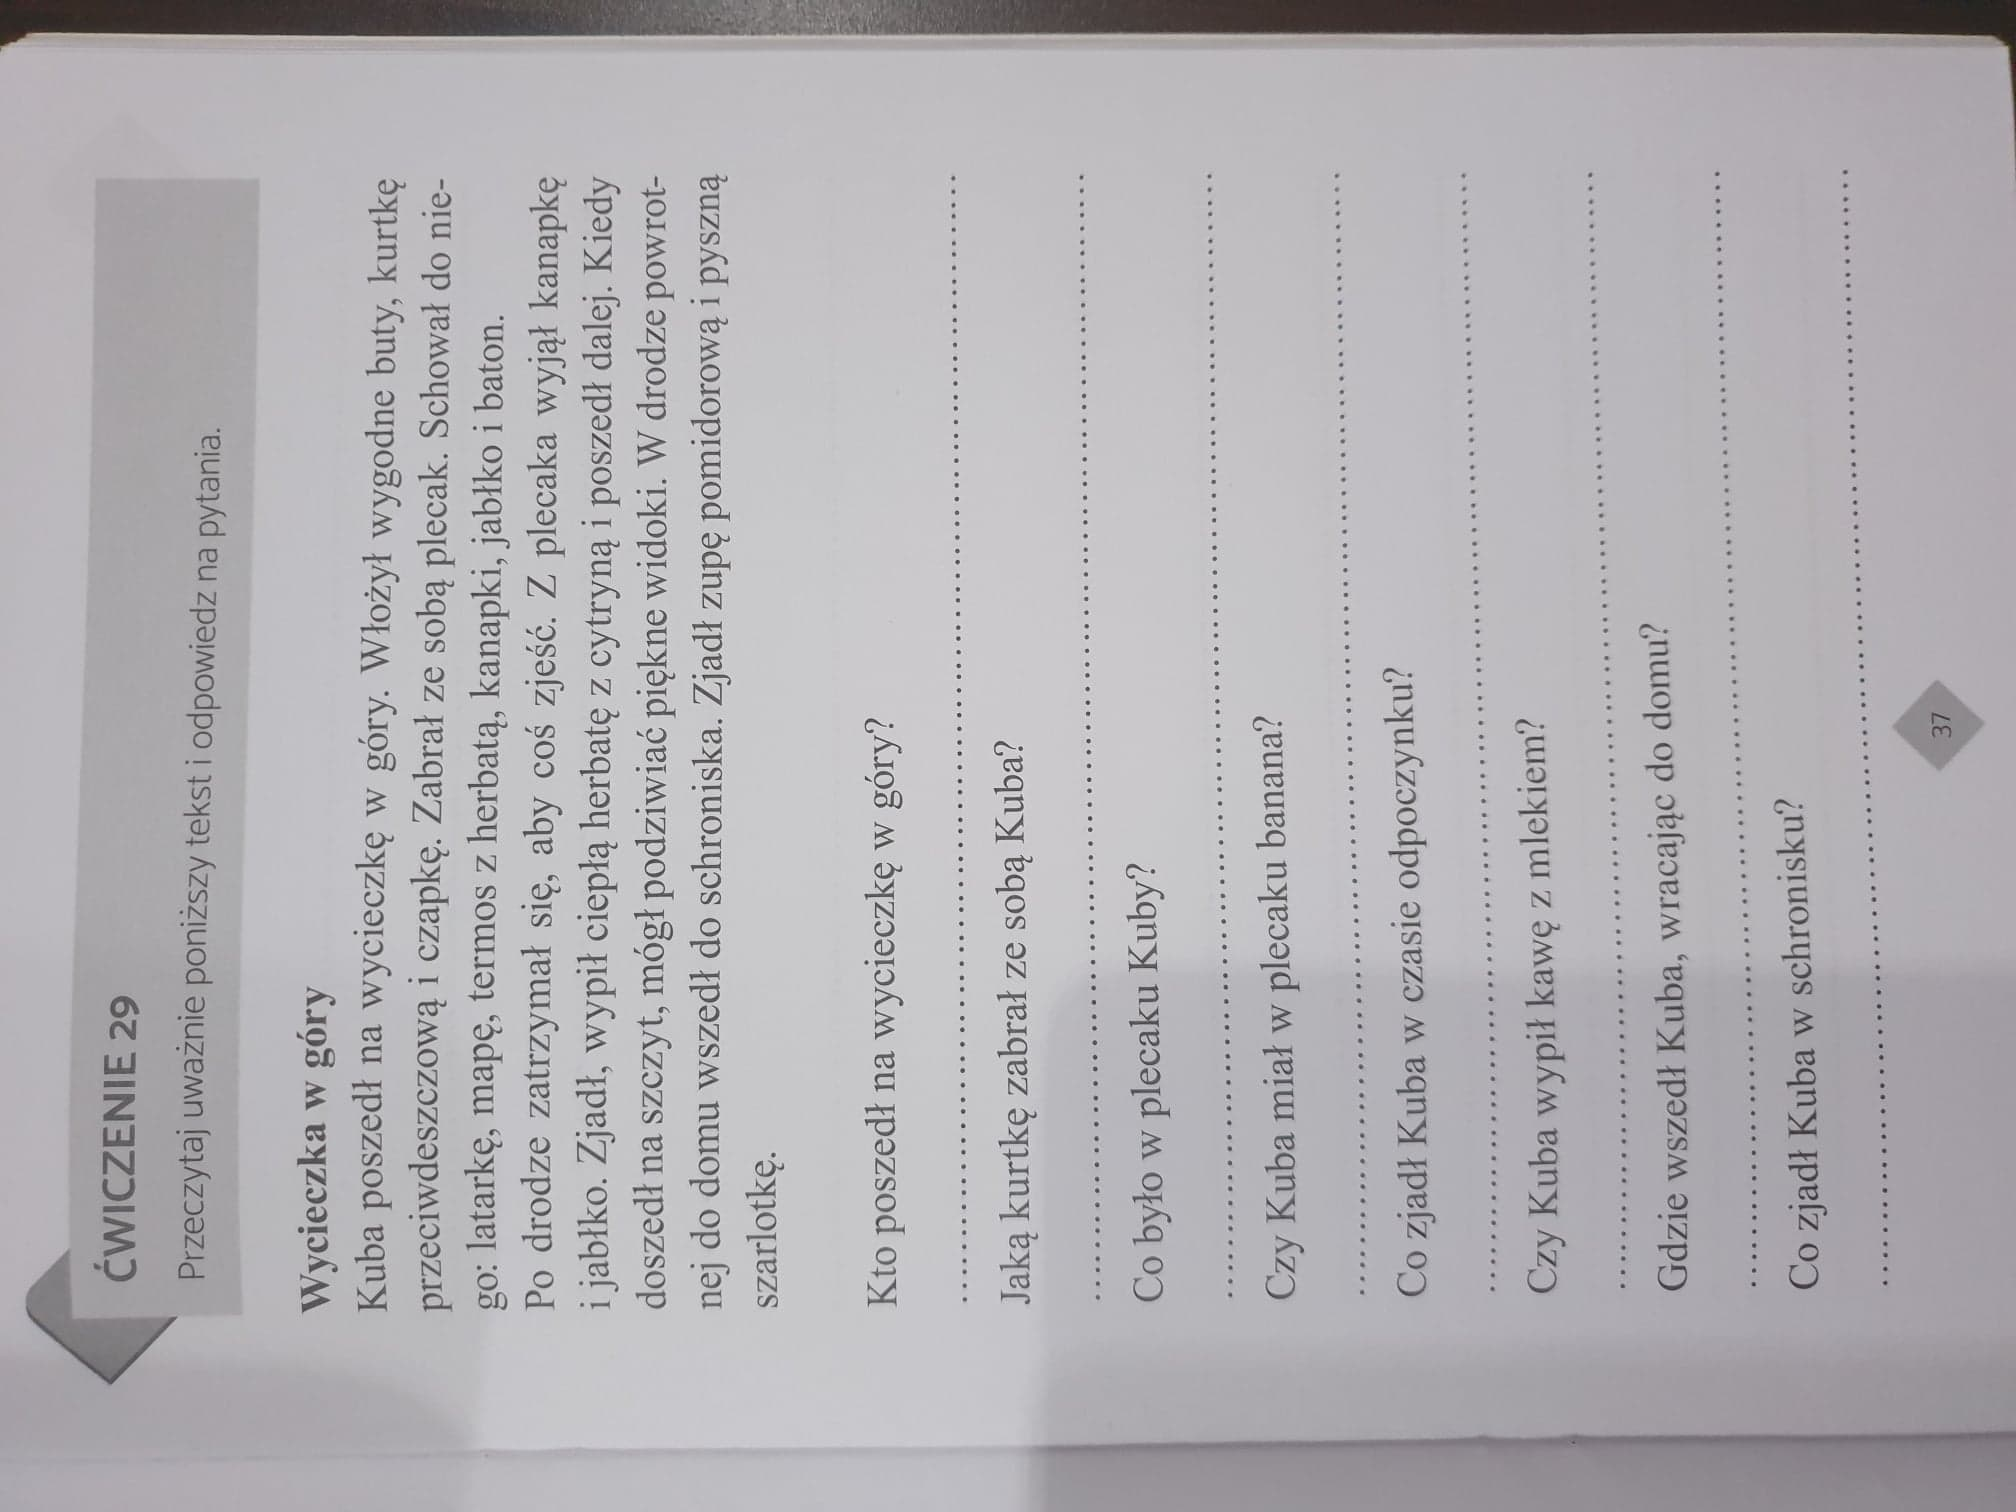 ĆWICZENIE 29
Przeczytaj uważnie poniższy tekst i odpowiedz na pytania.
Wycieczka w góry
Kuba poszedł na wycieczkę w góry. Włożył wygodne buty, kurtkę
przeciwdeszczową i czapkę. Zabrał ze sobą plecak. Schował do nie-
go: latarkę, mapę, termos z herbatą, kanapki, jabłko i baton.
Po drodze zatrzymał się, aby coś zjeść. Z plecaka wyjął kanapkę
i jabłko. Zjadł, wypił ciepłą herbatę z cytryną i poszedł dalej. Kiedy
doszedł na szczyt, mógł podziwiać piękne widoki. W drodze powrot-
nej do domu wszedł do schroniska. Zjadł zupę pomidorową i pyszną
szarlotkę.
Kto poszedł na wycieczkę w góry?
Jaką kurtkę zabrał ze sobą Kuba?
Co było w plecaku Kuby?
Czy Kuba miał w plecaku banana?
Co zjadł Kuba w czasie odpoczynku?
Czy Kuba wypił kawę z mlekiem?
Gdzie wszedł Kuba, wracając do domu?
Co zjadł Kuba w schronisku?
37